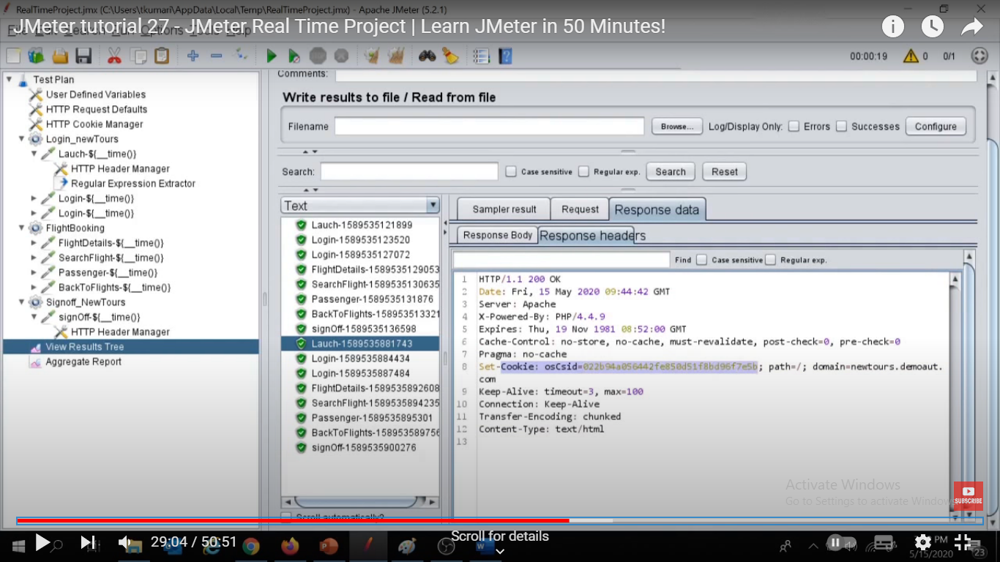 RealTimeProject.jmx (C:\Users\tkumari\AppData\Local\Temp\RealTimeProject.jmx) - Apache JMeter (5.2.1)
JMeter tutorial 27 - JMeter Real Time Project | Learn JMeter in 50 Minutes!
00:00:19
0
0/1
Test Plan
User Defined Variables
HTTP Request Defaults
HTTP Cookie Manager
Login_newTours
Lauch-${__time()}
HTTP Header Manager
Regular Expression Extractor
Login-${__time()}
Login-${__time()}
FlightBooking
FlightDetails-${__time()}
SearchFlight-${__time()}
Passenger-${__time()}
BackToFlights-${__time()}
Signoff_NewTours
signOff-${__time()}
HTTP Header Manager
View Results Tree
Aggregate Report
Comments:
Write results to file / Read from file
Filename
Browse...
Log/Display Only:
Errors
Successes
Configure
Search:
Case sensitive
Regular exp.
Search
Reset
Text
Lauch-1589535121899
Login-1589535123520
Login-1589535127072
FlightDetails-1589535129053
SearchFlight-1589535130635
Passenger-1589535131876
BackToFlights-158953513321
signOff-1589535136598
Lauch-1589535881743
Login-1589535884434
Login-1589535887484
FlightDetails-1589535892608
SearchFlight-1589535894235
Passenger-1589535895301
BackToFlights-158953589756
signOff-1589535900276
Scroll automatically?
Sampler result
Request
Response data
Response Body
Response headers
Find
Case sensitive
Regular exp.
1 HTTP/1.1 200 OK
2 Date: Fri, 15 May 2020 09:44:42 GMT
3 Server: Apache
4 X-Powered-By: PHP/4.4.9
5 Expires: Thu, 19 Nov 1981 08:52:00 GMT
6 Cache-Control: no-store, no-cache, must-revalidate, post-check=0, pre-check=0
7 Pragma: no-cache
8 Set-Cookie: osCsid=022b94a056442fe850d51f8bd96f7e5b; path=/; domain=newtours.demoaut.
com
9 Keep-Alive: timeout=3, max=100
10 Connection: Keep-Alive
11 Transfer-Encoding: chunked
12 Content-Type: text/html
13
Activate Windows
Go to Settings to activate Window
SUBSCRIBE
29:04 / 50:51
Scroll for details
PM
5/15/2020
23